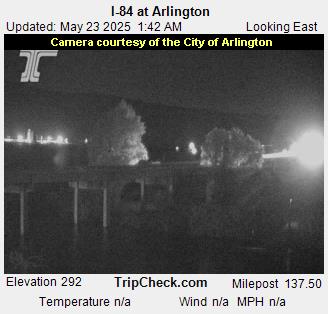 I-84 at Arlington
Updated: May 23 2025 1:42 AM Looking East
Camera courtesy of the City of Arlington
Elevation 292 TripCheck.com Milepost 137.50
Temperature n/a Wind n/a MPH n/a